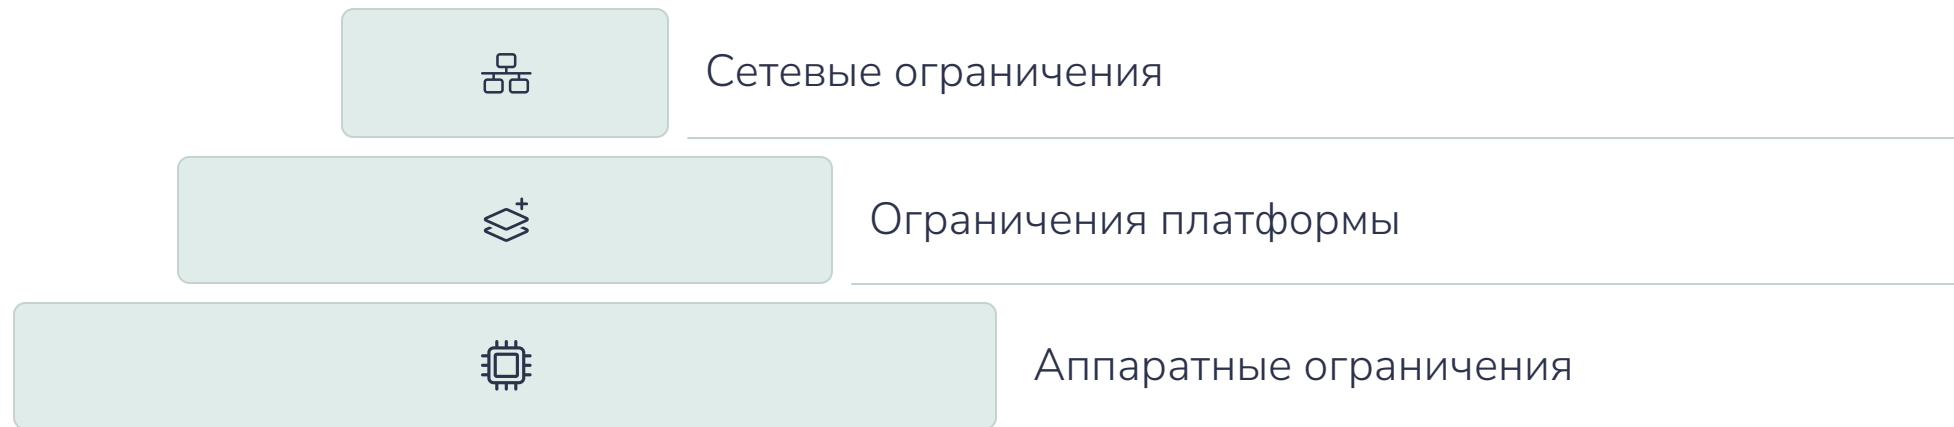 Сетевые ограничения
Ограничения платформы
Аппаратные ограничения